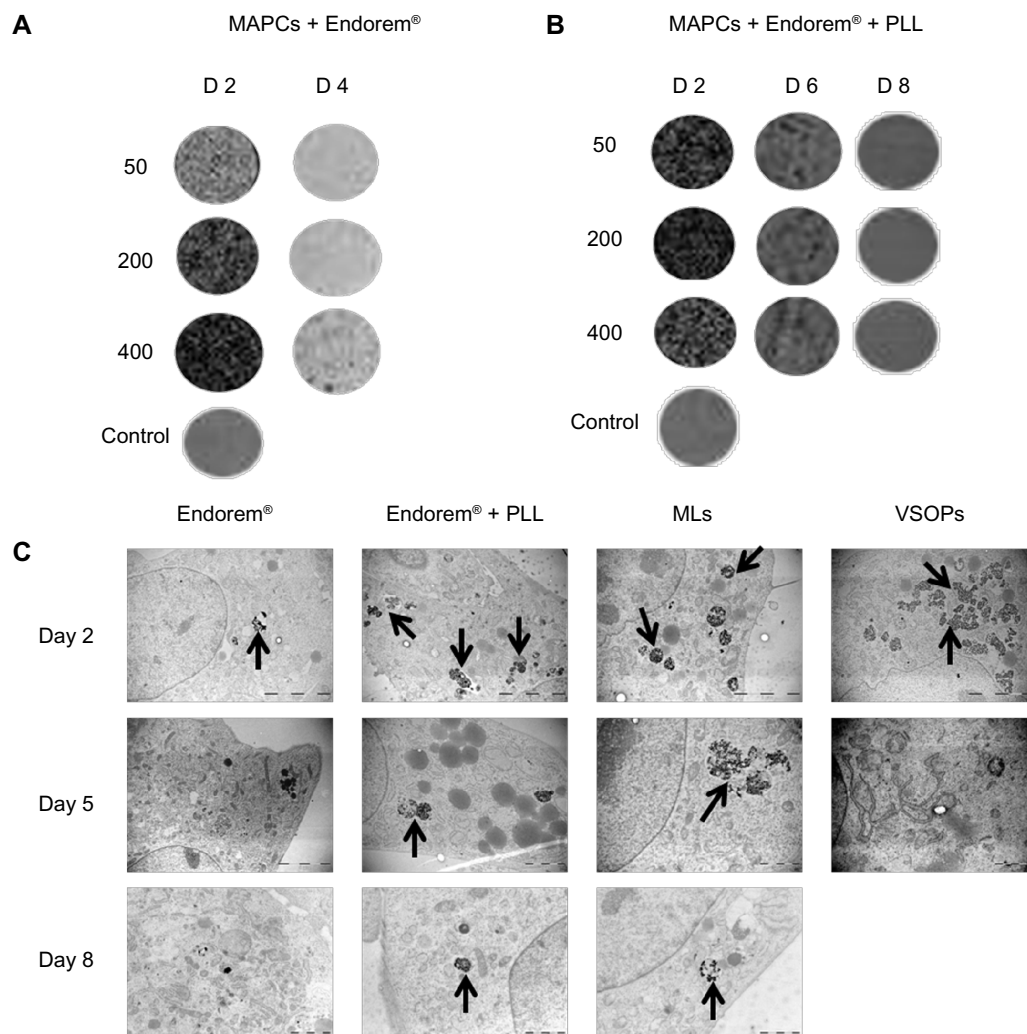 A
MAPCs + Endorem®
D 2
D 4
50
200
400
Control
B
MAPCs + Endorem® + PLL
D 2
D 6
D 8
50
200
400
Control
Endorem®
Endorem® + PLL
MLs
VSOPs
C
Day 2
Day 5
Day 8